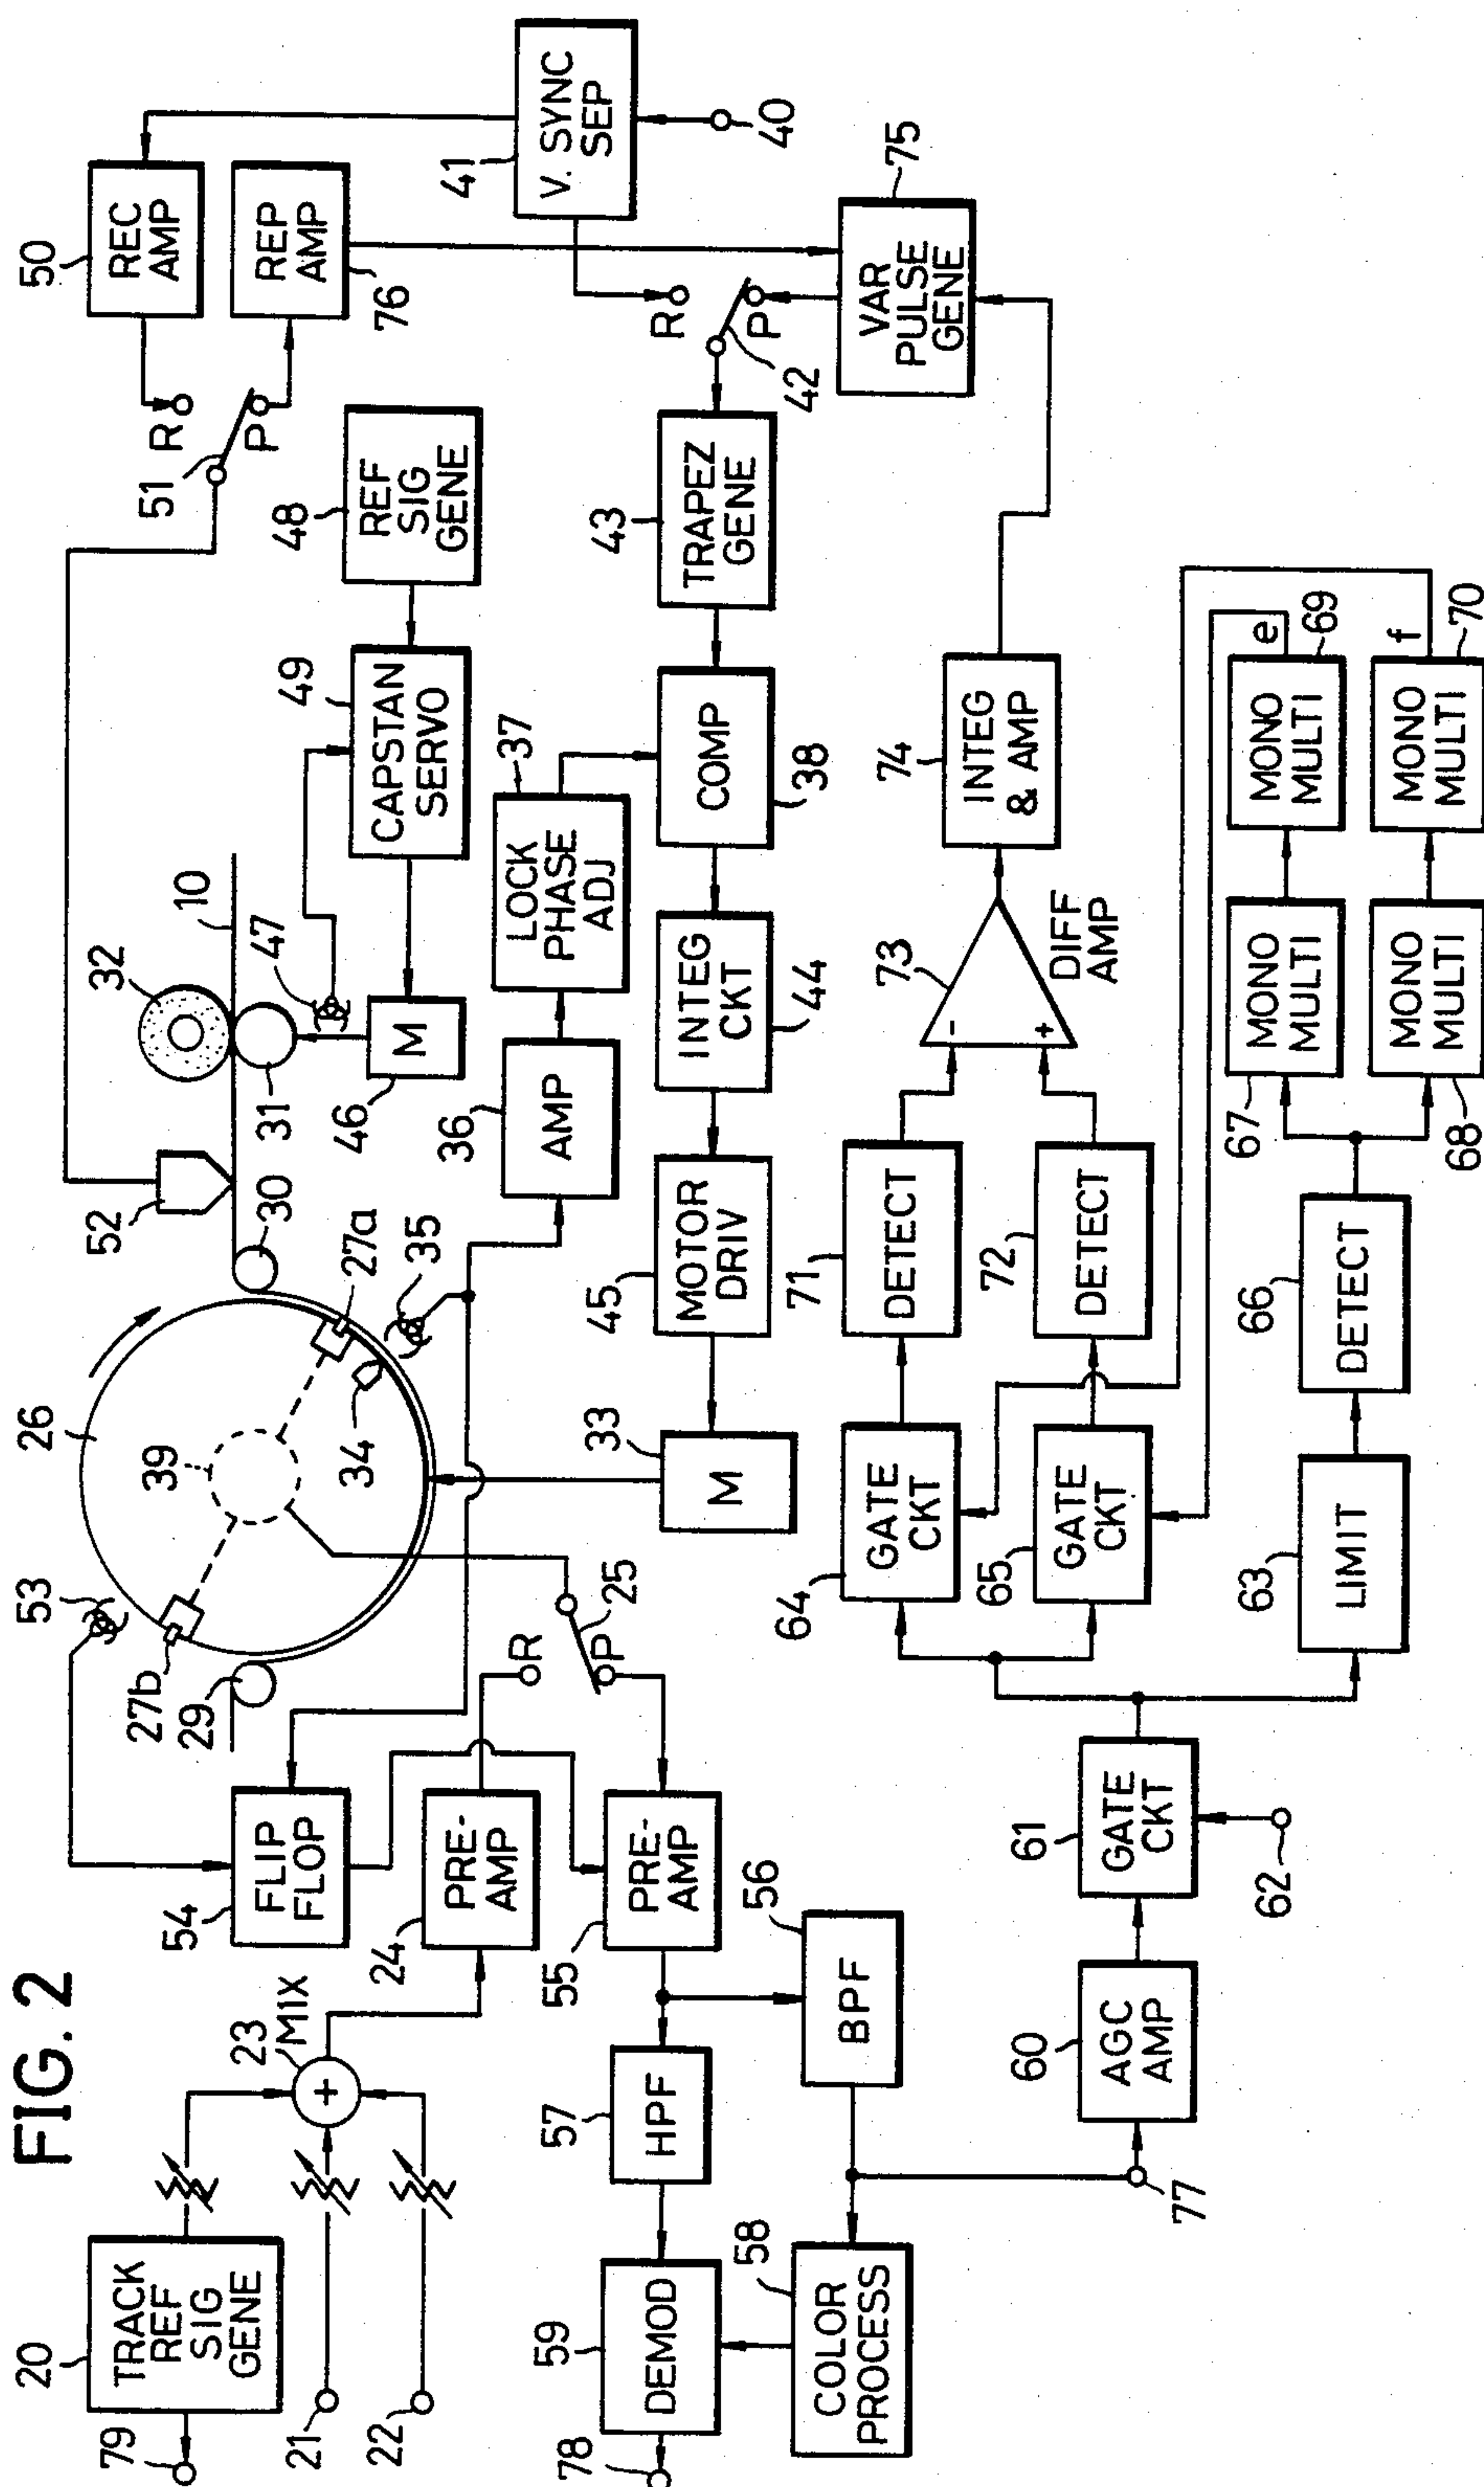 FIG. 2
20
TRACK
REF
SIG
GENE
79
21
22
23
MIX
+
24
PRE-
AMP
R
P
25
54
FLIP
FLOP
53
27b
29
26
39
34
27a
35
30
52
32
31
10
47
46
M
49
CAPSTAN
SERVO
48
REF
SIG
GENE
51
R
P
50
REC
AMP
REP
AMP
76
41
V. SYNC
SEP
40
36
AMP
37
LOCK
PHASE
ADJ
33
M
45
MOTOR
DRIV
INTEG
CKT
44
COMP
38
43
TRAPEZ
GENE
R
P
42
75
VAR
PULSE
GENE
55
PRE-
AMP
57
HPF
56
BPF
59
DEMOD
78
58
COLOR
PROCESS
77
60
AGC
AMP
61
GATE
CKT
62
64
GATE
CKT
65
GATE
CKT
63
LIMIT
71
DETECT
72
DETECT
66
DETECT
73
-
+
DIFF
AMP
74
INTEG
& AMP
67
MONO
MULTI
68
MONO
MULTI
e
69
MONO
MULTI
f
70
MONO
MULTI